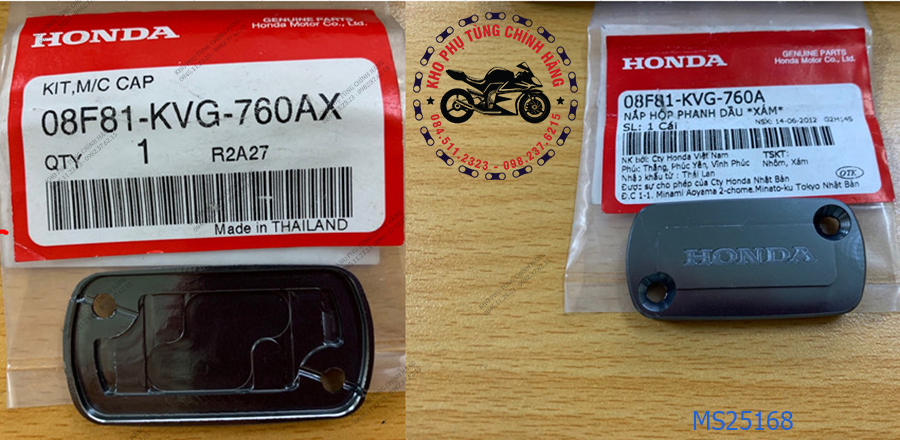 HONDA
GENUINE PARTS
Honda Motor Co., Ltd.
KIT,M/C CAP
08F81-KVG-760AX
QTY 1 R2A27
Made in THAILAND
KHO PHỤ TÙNG CHÍNH HÃNG
084.511.2323 - 098.237.6215
HONDA
GENUINE PARTS
Honda Motor Co., Ltd.
08F81-KVG-760A
NẮP HỘP PHANH DẦU *XÁM*
SL: 1 Cái NSX: 14-06-2012 G2H14S
NK bởi: Cty Honda Việt Nam TSKT:
Phúc Thắng, Phúc Yên, Vĩnh Phúc Nhôm, Xám
Nhập khẩu từ : Thái Lan QTK
Được sự cho phép của Cty Honda Nhật Bản
Đ.C 1-1. Minami Aoyama 2-chome.Minato-ku Tokyo Nhật Bản
HONDA
MS25168